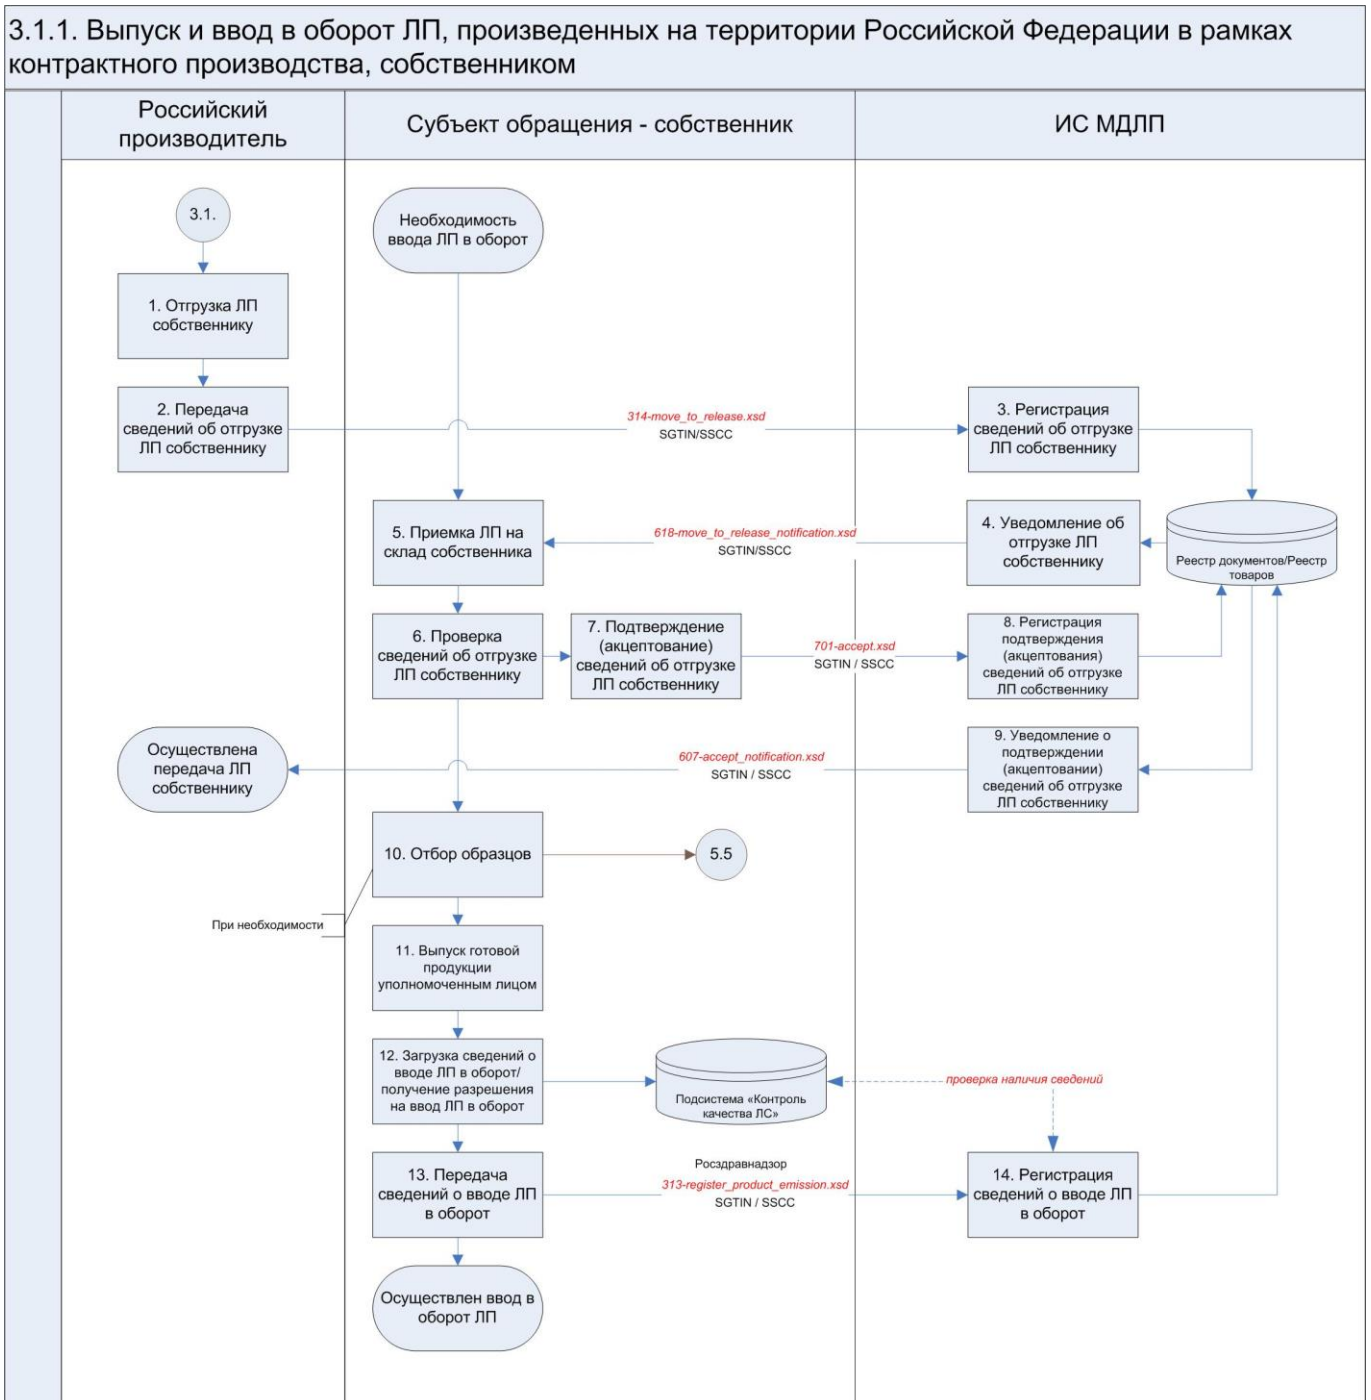 3.1.1. Выпуск и ввод в оборот ЛП, произведенных на территории Российской Федерации в рамках
контрактного производства, собственником
Российский
производитель
Субъект обращения - собственник
ИС МДЛП
3.1.
Необходимость
ввода ЛП в оборот
1. Отгрузка ЛП
собственнику
2. Передача
сведений об отгрузке
ЛП собственнику
314-move_to_release.xsd
SGTIN/SSCC
3. Регистрация
сведений об отгрузке
ЛП собственнику
5. Приемка ЛП на
склад собственника
618-move_to_release_notification.xsd
SGTIN/SSCC
4. Уведомление об
отгрузке ЛП
собственнику
Реестр документов/Реестр
товаров
6. Проверка
сведений об отгрузке
ЛП собственнику
7. Подтверждение
(акцептование)
сведений об отгрузке
ЛП собственнику
701-accept.xsd
SGTIN / SSCC
8. Регистрация
подтверждения
(акцептования)
сведений об отгрузке
ЛП собственнику
Осуществлена
передача ЛП
собственнику
607-accept_notification.xsd
SGTIN / SSCC
9. Уведомление о
подтверждении
(акцептовании)
сведений об отгрузке
ЛП собственнику
10. Отбор образцов
5.5
При необходимости
11. Выпуск готовой
продукции
уполномоченным лицом
12. Загрузка сведений о
вводе ЛП в оборот/
получение разрешения
на ввод ЛП в оборот
Подсистема «Контроль
качества ЛС»
проверка наличия сведений
13. Передача
сведений о вводе ЛП
в оборот
Росздравнадзор
313-register_product_emission.xsd
SGTIN / SSCC
14. Регистрация
сведений о вводе ЛП
в оборот
Осуществлен ввод в
оборот ЛП